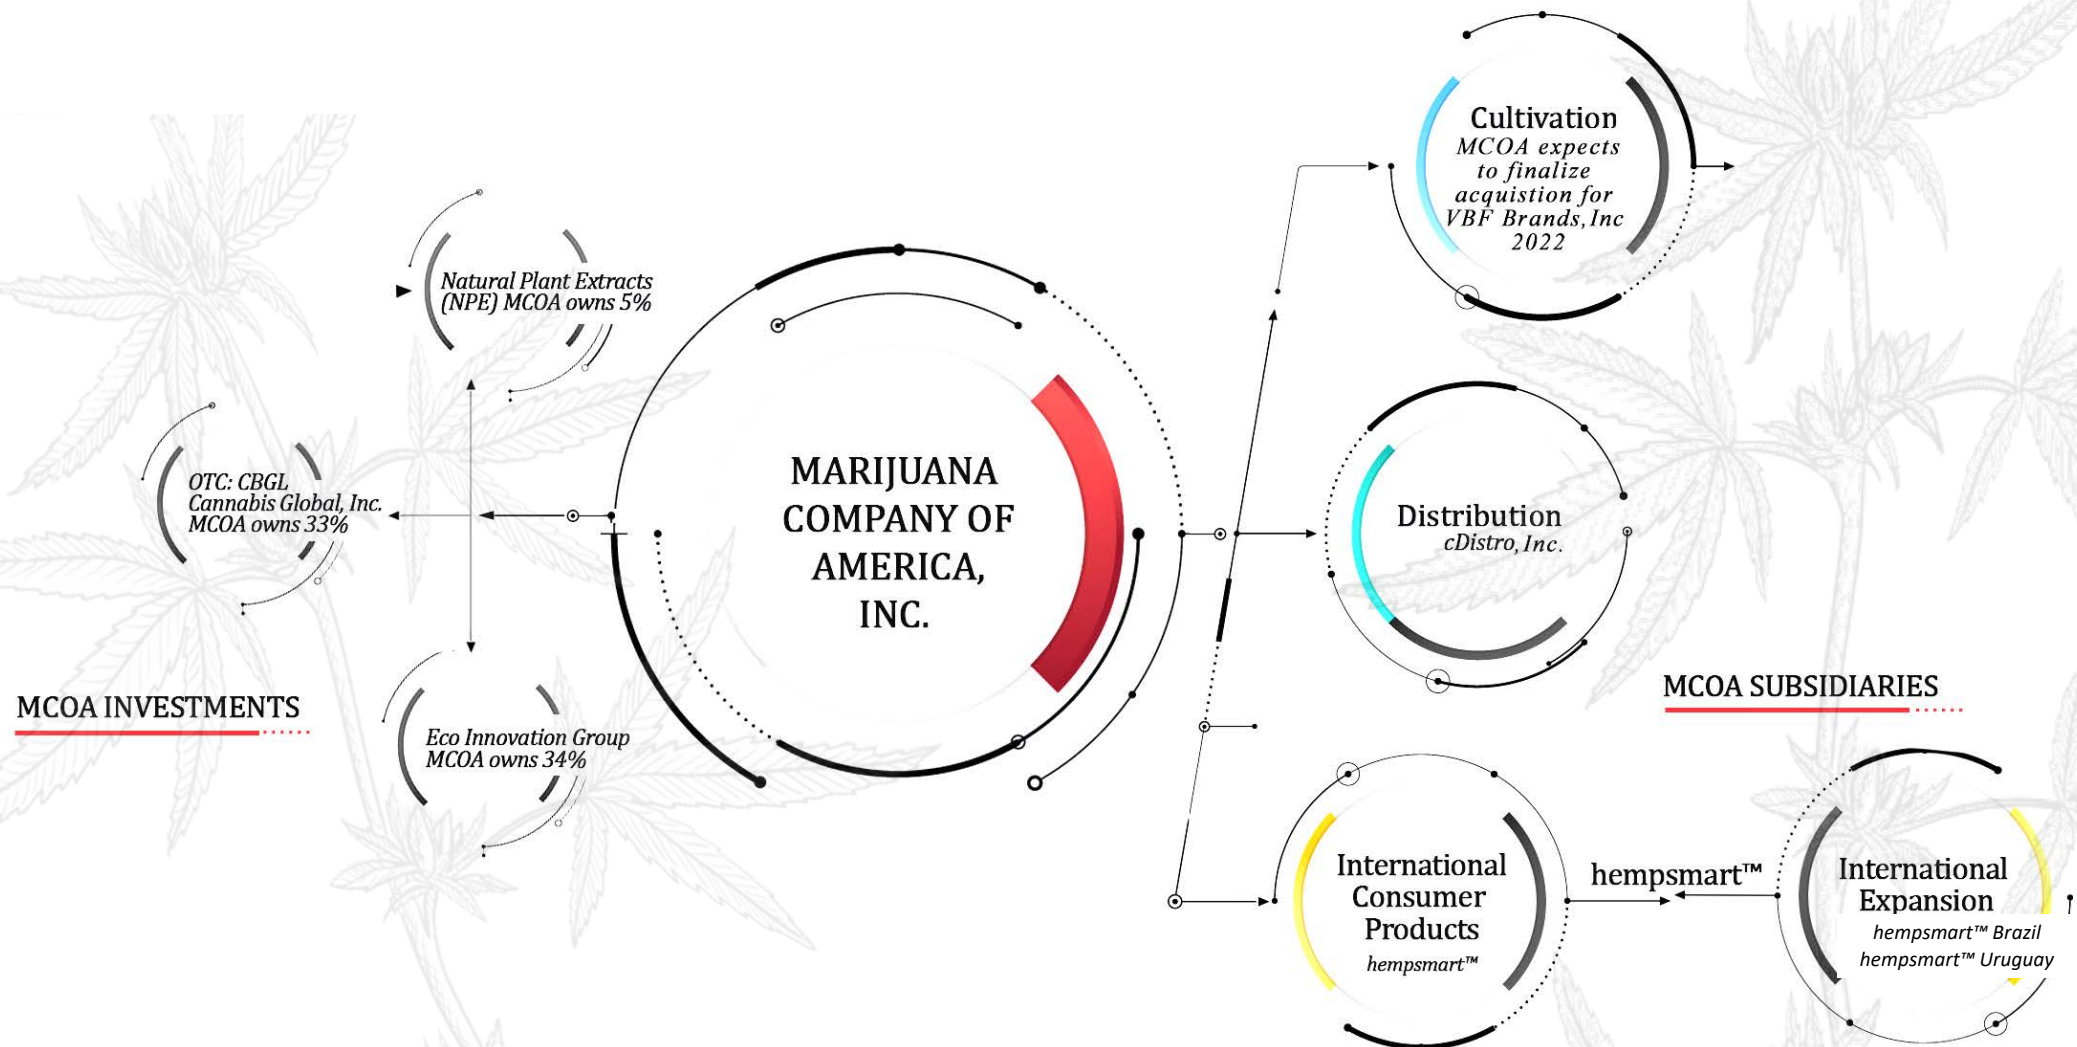 Natural Plant Extracts
(NPE) MCOA owns 5%
OTC: CBGL
Cannabis Global, Inc.
MCOA owns 33%
Eco Innovation Group
MCOA owns 34%
MCOA INVESTMENTS
MARIJUANA
COMPANY OF
AMERICA,
INC.
Cultivation
MCOA expects
to finalize
acquistion for
VBF Brands, Inc
2022
Distribution
cDistro, Inc.
MCOA SUBSIDIARIES
International
Consumer
Products
hempsmart™
hempsmart™
International
Expansion
hempsmart™ Brazil
hempsmart™ Uruguay